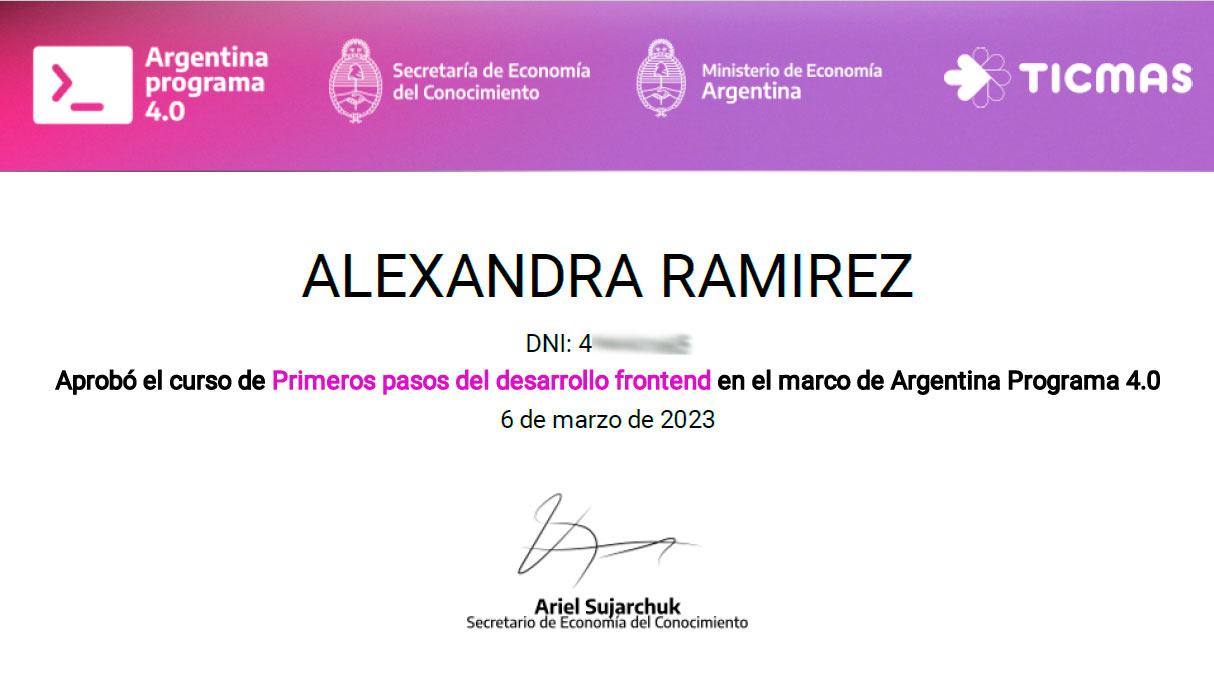 Argentina
programa
4.0
Secretaría de Economía
del Conocimiento
Ministerio de Economía
Argentina
TICMAS
ALEXANDRA RAMIREZ
DNI: 4
Aprobó el curso de Primeros pasos del desarrollo frontend en el marco de Argentina Programa 4.0
6 de marzo de 2023
Ariel Sujarchuk
Secretario de Economía del Conocimiento